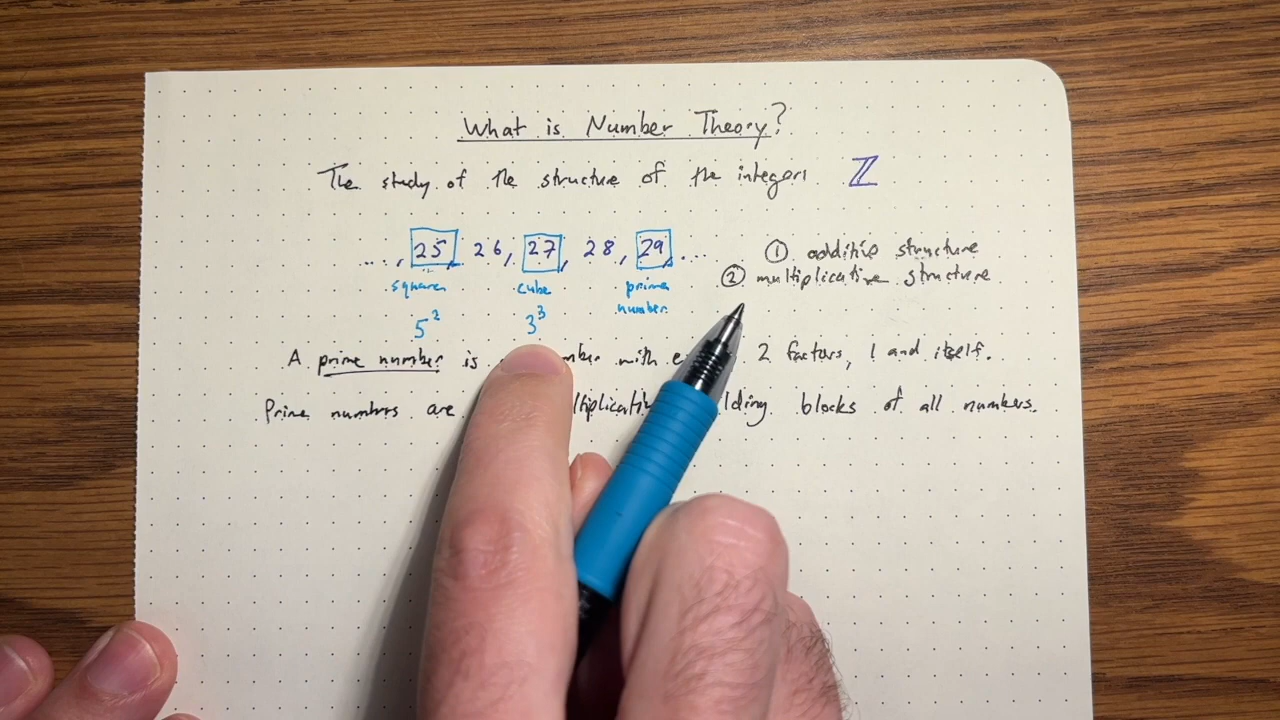 What is Number Theory?
The study of the structure of the integers ℤ
..., 25, 26, 27, 28, 29, ...
square cube prime
number
5² 3³
① additive structure
② multiplicative structure
A prime number is with 2 factors, 1 and itself.
Prime numbers are blocks of all numbers.